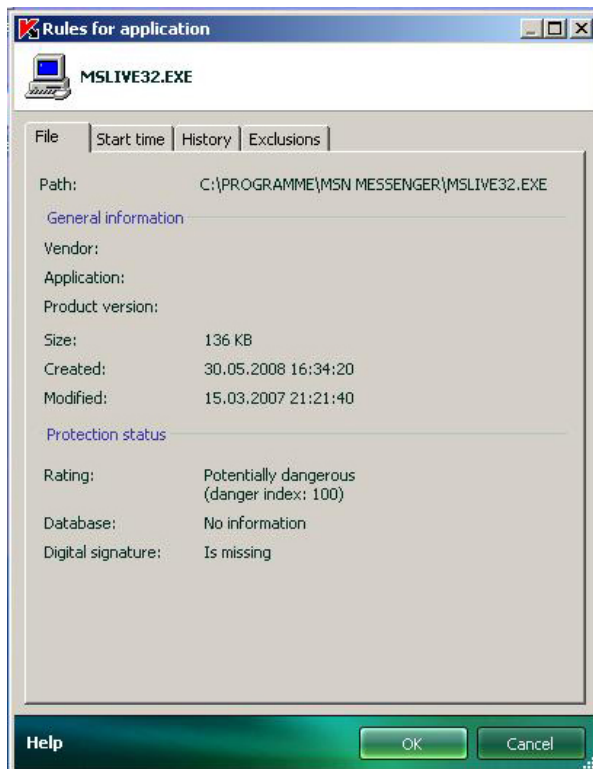 Rules for application
MSLIVE32.EXE
File Start time History Exclusions
Path: C:\PROGRAMME\MSN MESSENGER\MSLIVE32.EXE
General information
Vendor:
Application:
Product version:
Size: 136 KB
Created: 30.05.2008 16:34:20
Modified: 15.03.2007 21:21:40
Protection status
Rating: Potentially dangerous
(danger index: 100)
Database: No information
Digital signature: Is missing
Help OK Cancel